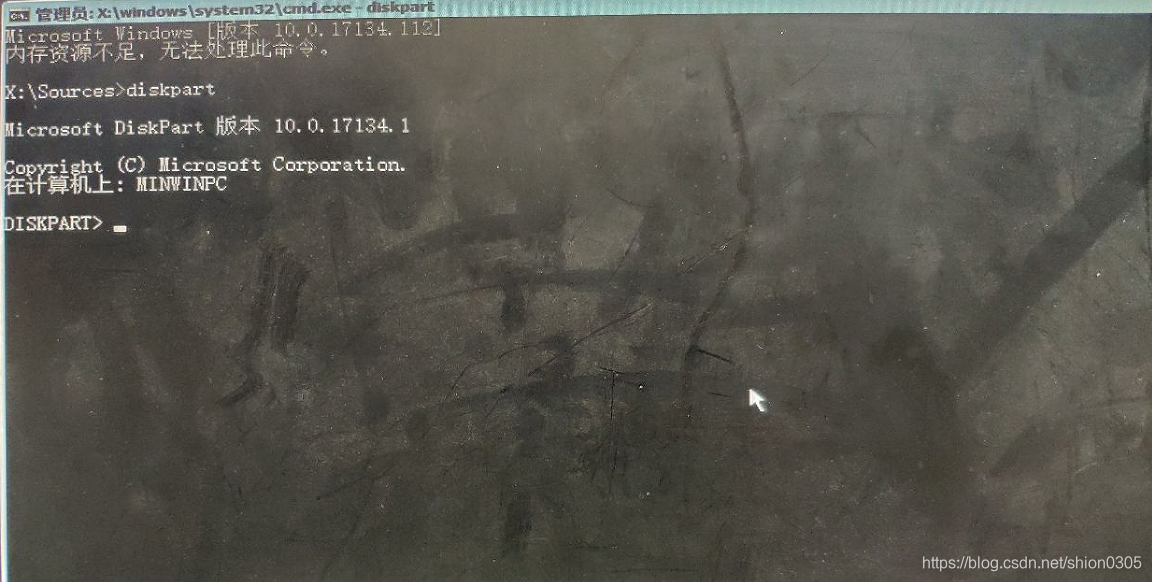 管理员: X:\windows\system32\cmd.exe - diskpart
Microsoft Windows [版本 10.0.17134.112]
内存资源不足，无法处理此命令。
X:\Sources>diskpart
Microsoft DiskPart 版本 10.0.17134.1
Copyright (C) Microsoft Corporation.
在计算机上: MINWINPC
DISKPART>
https://blog.csdn.net/shion0305